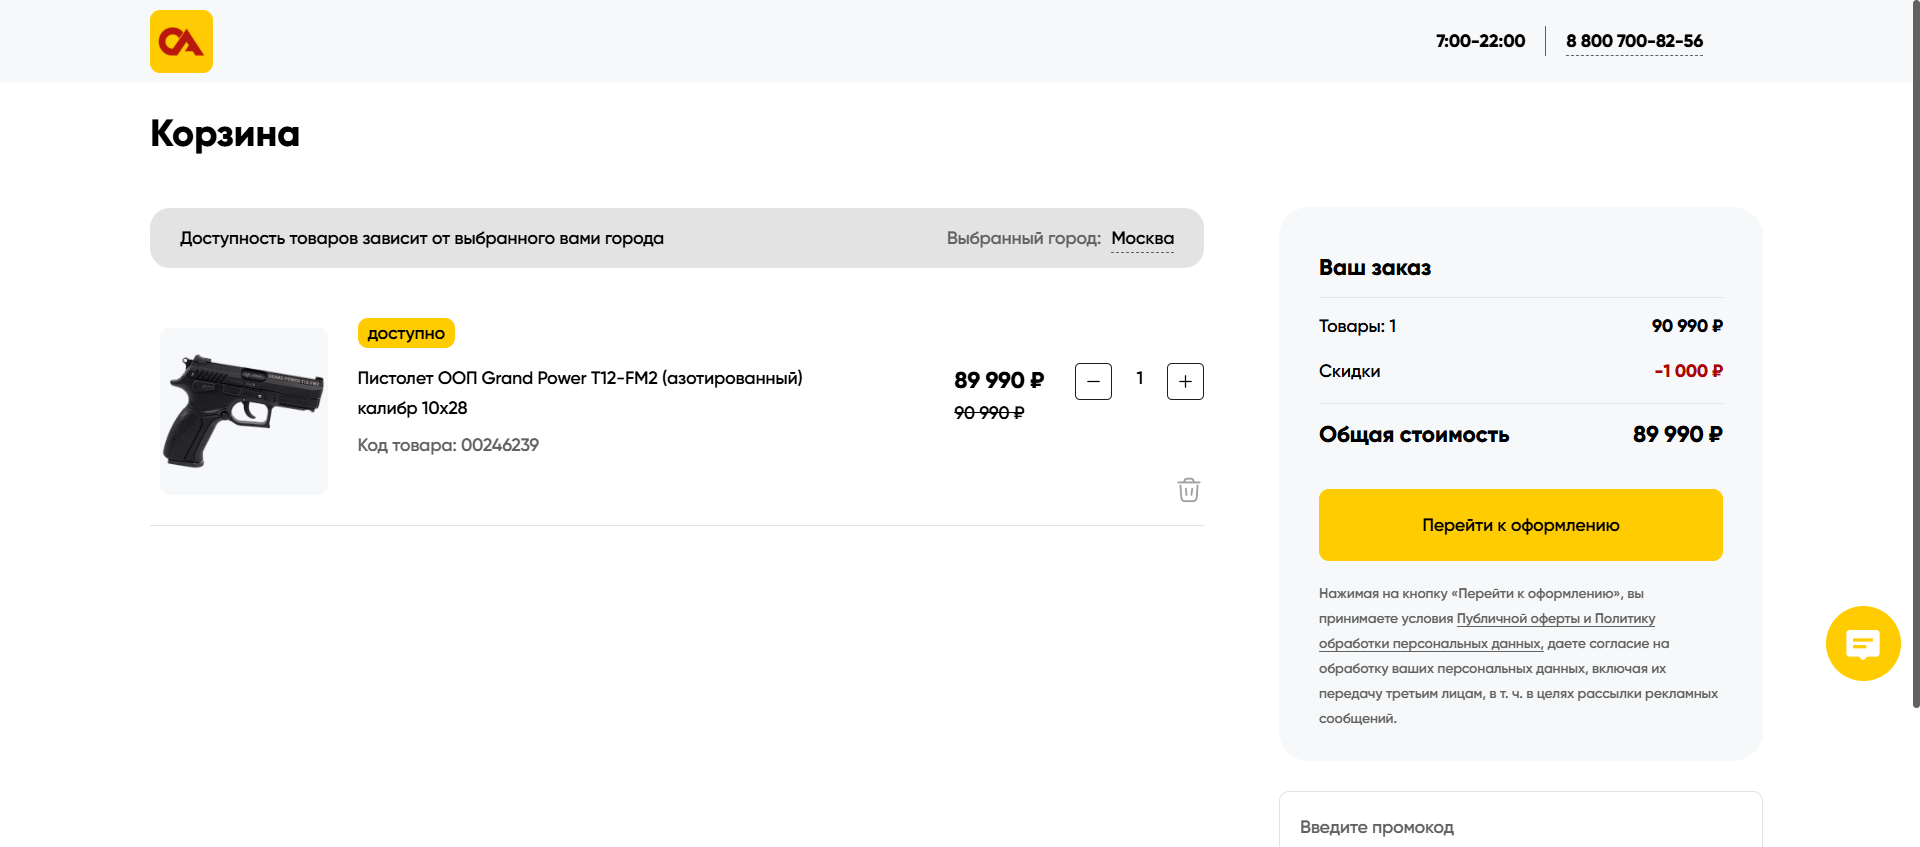 CA
7:00-22:00
8 800 700-82-56
Корзина
Доступность товаров зависит от выбранного вами города
Выбранный город: Москва
доступно
Пистолет ООП Grand Power T12-FM2 (азотированный)
калибр 10х28
Код товара: 00246239
89 990 ₽
90 990 ₽
1
Ваш заказ
Товары: 1
90 990 ₽
Скидки
-1 000 ₽
Общая стоимость
89 990 ₽
Перейти к оформлению
Нажимая на кнопку «Перейти к оформлению», вы
принимаете условия Публичной оферты и Политику
обработки персональных данных, даете согласие на
обработку ваших персональных данных, включая их
передачу третьим лицам, в т. ч. в целях рассылки рекламных
сообщений.
Введите промокод